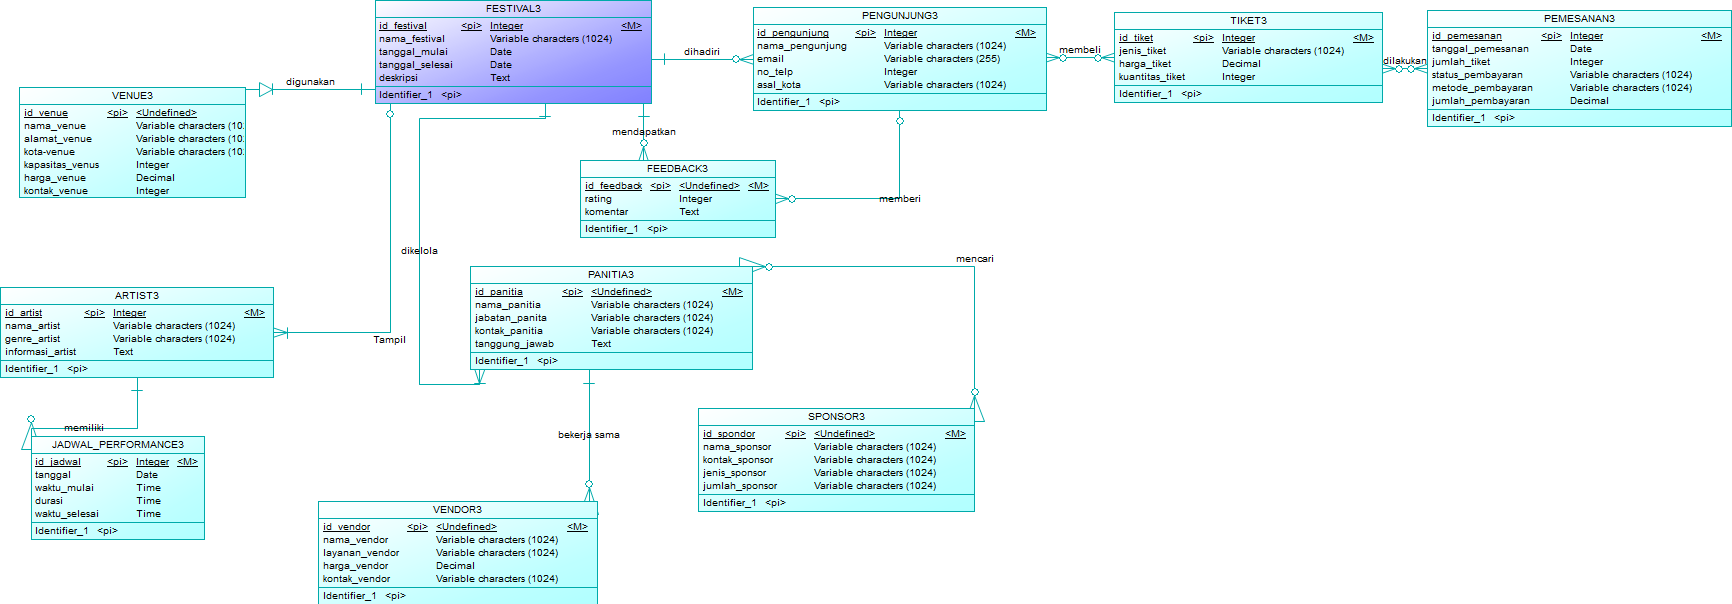 FESTIVAL3
id_festival <pi> Integer <M>
nama_festival Variable characters (1024)
tanggal_mulai Date
tanggal_selesai Date
deskripsi Text
Identifier_1 <pi>
dihadiri
PENGUNJUNG3
id_pengunjung <pi> Integer <M>
nama_pengunjung Variable characters (1024)
email Variable characters (255)
no_telp Integer
asal_kota Variable characters (1024)
Identifier_1 <pi>
membeli
TIKET3
id_tiket <pi> Integer <M>
jenis_tiket Variable characters (1024)
harga_tiket Decimal
kuantitas_tiket Integer
Identifier_1 <pi>
dilakukan
PEMESANAN3
id_pemesanan <pi> Integer <M>
tanggal_pemesanan Date
jumlah_tiket Integer
status_pembayaran Variable characters (1024)
metode_pembayaran Variable characters (1024)
jumlah_pembayaran Decimal
Identifier_1 <pi>
digunakan
VENUE3
id_venue <pi> <Undefined>
nama_venue Variable characters (10
alamat_venue Variable characters (10
kota-venue Variable characters (10
kapasitas_venus Integer
harga_venue Decimal
kontak_venue Integer
mendapatkan
FEEDBACK3
id_feedback <pi> <Undefined> <M>
rating Integer
komentar Text
Identifier_1 <pi>
memberi
dikelola
mencari
PANITIA3
id_panitia <pi> <Undefined> <M>
nama_panitia Variable characters (1024)
jabatan_panita Variable characters (1024)
kontak_panitia Variable characters (1024)
tanggung_jawab Text
Identifier_1 <pi>
ARTIST3
id_artist <pi> Integer <M>
nama_artist Variable characters (1024)
genre_artist Variable characters (1024)
informasi_artist Text
Identifier_1 <pi>
Tampil
memiliki
JADWAL_PERFORMANCE3
id_jadwal <pi> Integer <M>
tanggal Date
waktu_mulai Time
durasi Time
waktu_selesai Time
Identifier_1 <pi>
bekerja sama
SPONSOR3
id_spondor <pi> <Undefined> <M>
nama_sponsor Variable characters (1024)
kontak_sponsor Variable characters (1024)
jenis_sponsor Variable characters (1024)
jumlah_sponsor Variable characters (1024)
Identifier_1 <pi>
VENDOR3
id_vendor <pi> <Undefined> <M>
nama_vendor Variable characters (1024)
layanan_vendor Variable characters (1024)
harga_vendor Decimal
kontak_vendor Variable characters (1024)
Identifier_1 <pi>